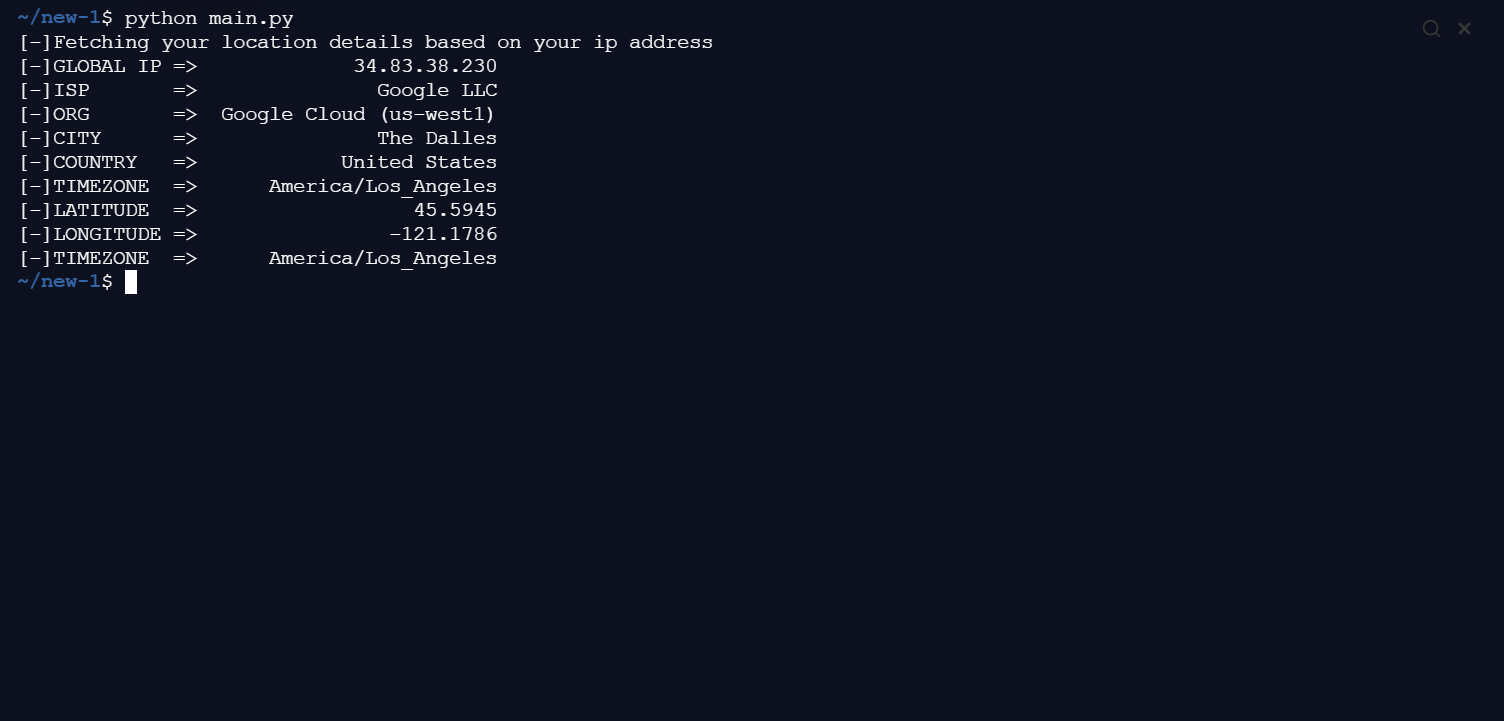 ~/new-1$ python main.py
[-]Fetching your location details based on your ip address
[-]GLOBAL IP =>             34.83.38.230
[-]ISP       =>               Google LLC
[-]ORG       =>  Google Cloud (us-west1)
[-]CITY      =>               The Dalles
[-]COUNTRY   =>            United States
[-]TIMEZONE  =>      America/Los_Angeles
[-]LATITUDE  =>                  45.5945
[-]LONGITUDE =>                -121.1786
[-]TIMEZONE  =>      America/Los_Angeles
~/new-1$